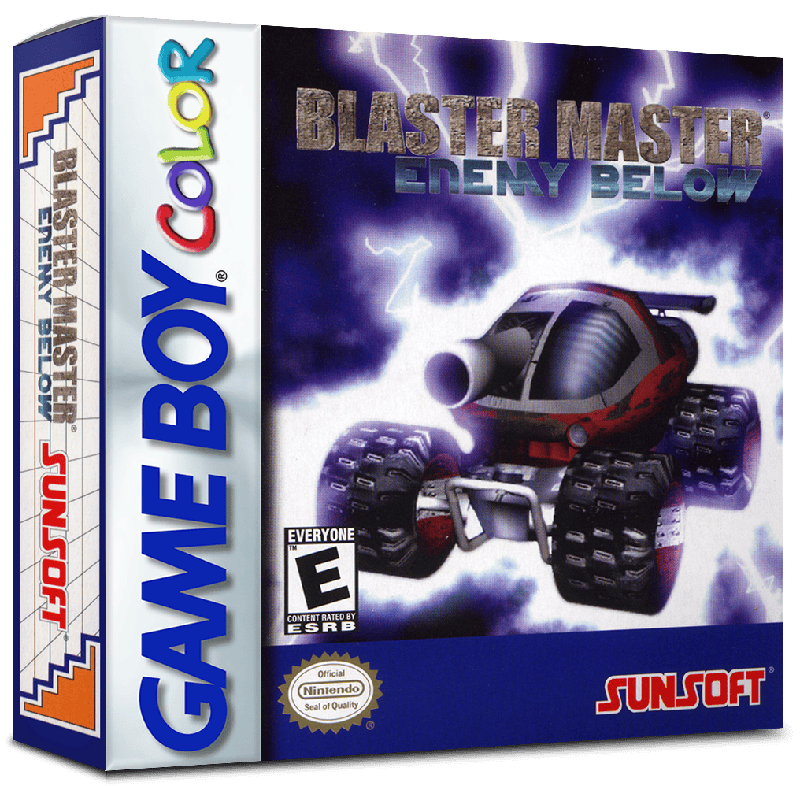 BLASTER MASTER
ENEMY BELOW
SUNSOFT®
GAME BOY® COLOR
BLASTER MASTER®
ENEMY BELOW
EVERYONE
™
E
CONTENT RATED BY
ESRB
Official
Nintendo
Seal of Quality
®
SUNSOFT®